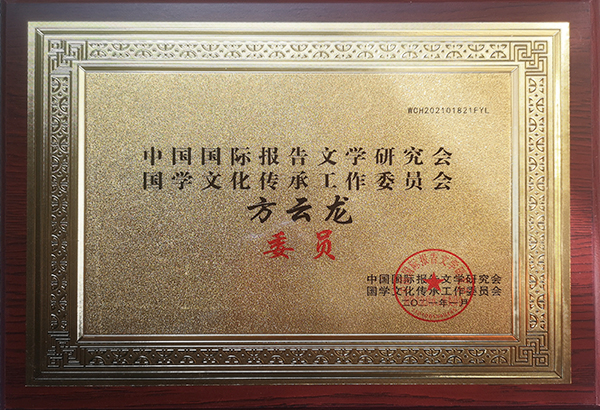 WCH202101821FYL
中国国际报告文学研究会
国学文化传承工作委员会
方云龙
委员
中国国际报告文学研究会
国学文化传承工作委员会
二〇二一年一月